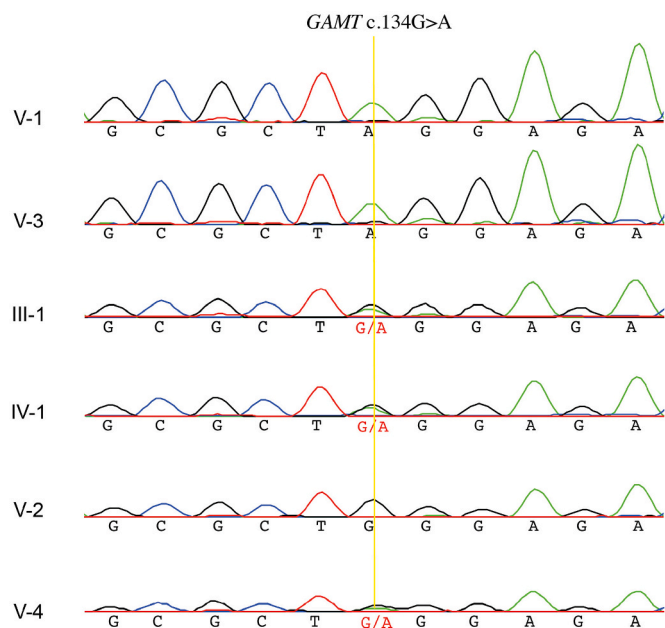 GAMT c.134G>A
V-1
G C G C T A G G A G A
V-3
G C G C T A G G A G A
III-1
G C G C T G/A G G A G A
IV-1
G C G C T G/A G G A G A
V-2
G C G C T G G G A G A
V-4
G C G C T G/A G G A G A